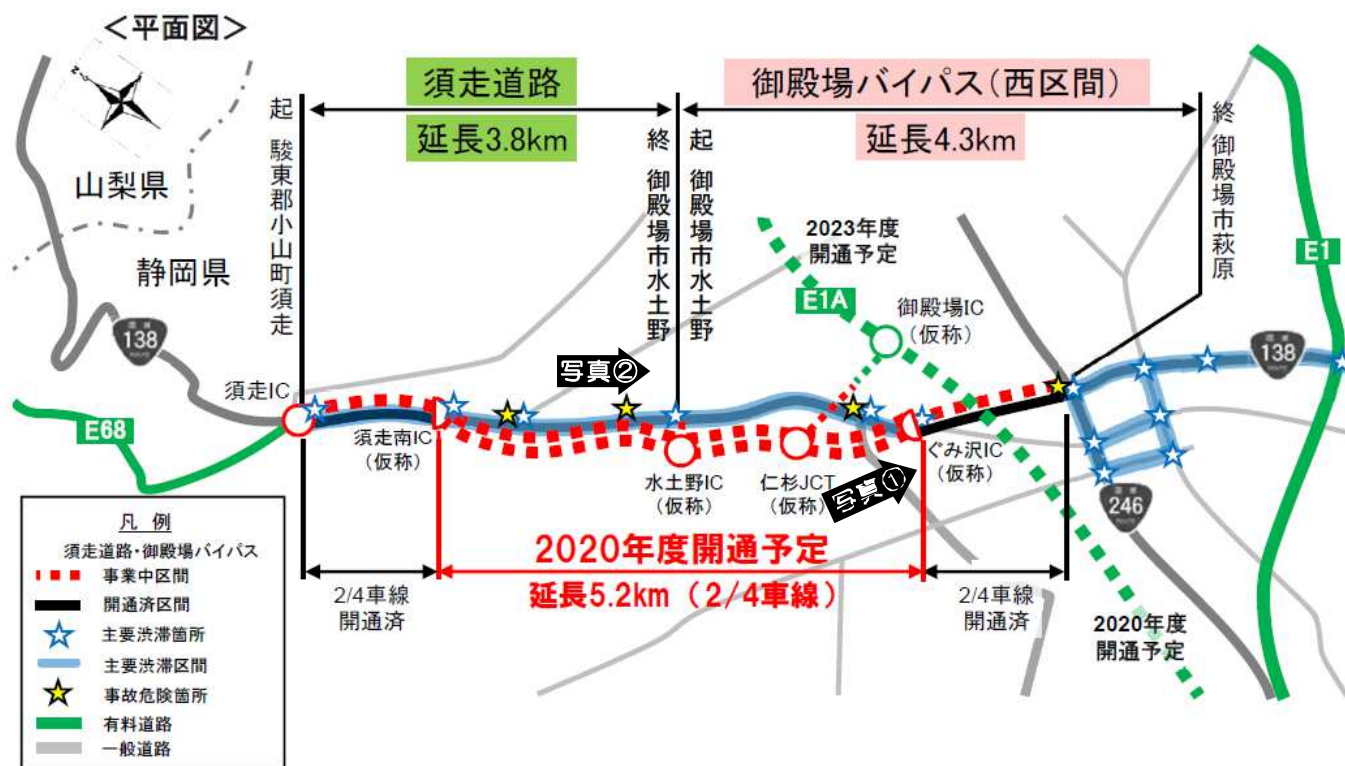 <平面図>
須走道路
延長3.8km
御殿場バイパス(西区間)
延長4.3km
起 駿東郡小山町須走
終 御殿場市水土野
起 御殿場市水土野
終 御殿場市萩原
山梨県
静岡県
N
2023年度
開通予定
E1
E1A
御殿場IC
(仮称)
国道
138
ROUTE
国道
138
ROUTE
写真②
須走IC
E68
須走南IC
(仮称)
水土野IC
(仮称)
仁杉JCT
(仮称)
写真①
ぐみ沢IC
(仮称)
国道
246
ROUTE
2020年度開通予定
延長5.2km(2/4車線)
2/4車線
開通済
2/4車線
開通済
2020年度
開通予定
凡 例
須走道路・御殿場バイパス
事業中区間
開通済区間
主要渋滞箇所
主要渋滞区間
事故危険箇所
有料道路
一般道路